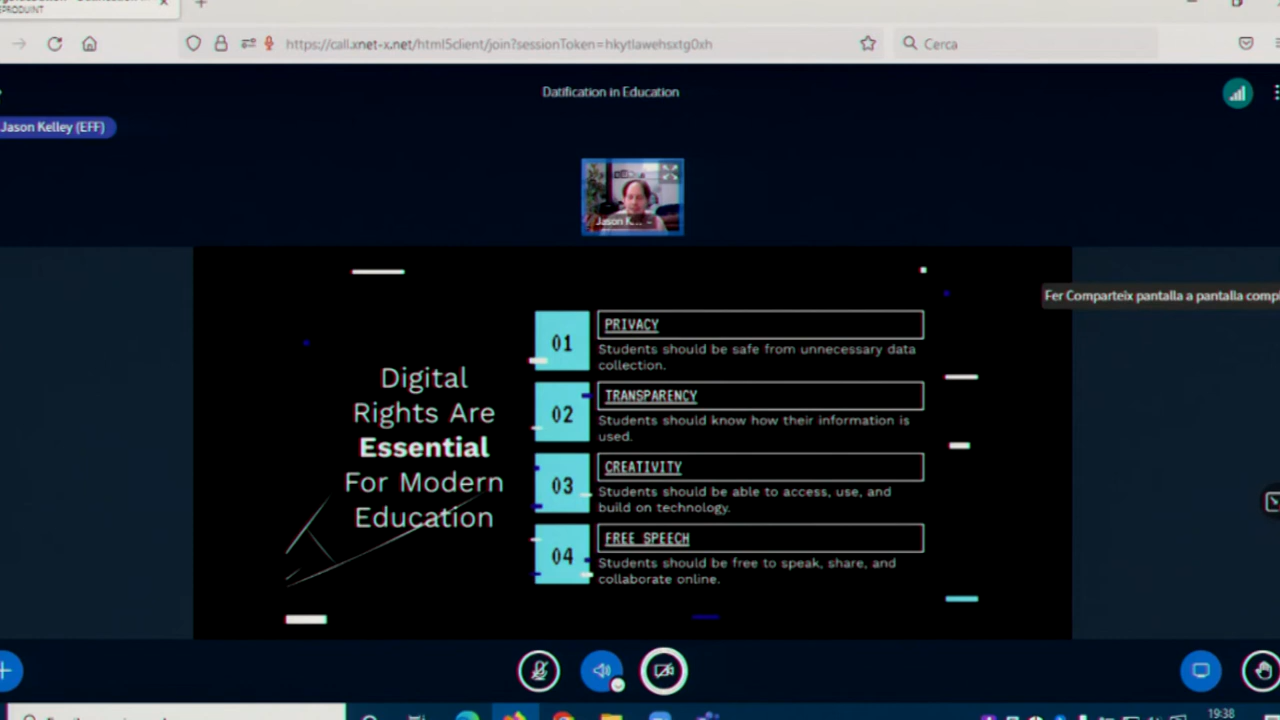 PRODUINT
https://call.xnet-x.net/html5client/join?sessionToken=hkytlawehsxtg0xh
Cerca
Datification in Education
Jason Kelley (EFF)
Jason K...
Fer Comparteix pantalla a pantalla comp
Digital
Rights Are
Essential
For Modern
Education
01
PRIVACY
Students should be safe from unnecessary data
collection.
02
TRANSPARENCY
Students should know how their information is
used.
03
CREATIVITY
Students should be able to access, use, and
build on technology.
04
FREE SPEECH
Students should be free to speak, share, and
collaborate online.
19:38